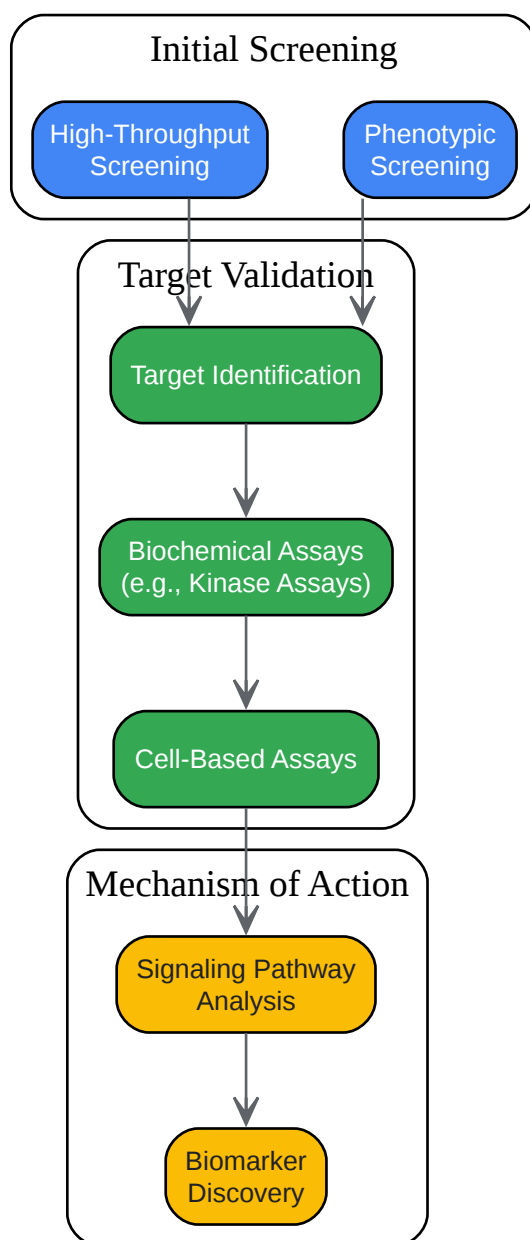 Initial Screening
High-Throughput
Screening
Phenotypic
Screening
Target Validation
Target Identification
Biochemical Assays
(e.g., Kinase Assays)
Cell-Based Assays
Mechanism of Action
Signaling Pathway
Analysis
Biomarker
Discovery